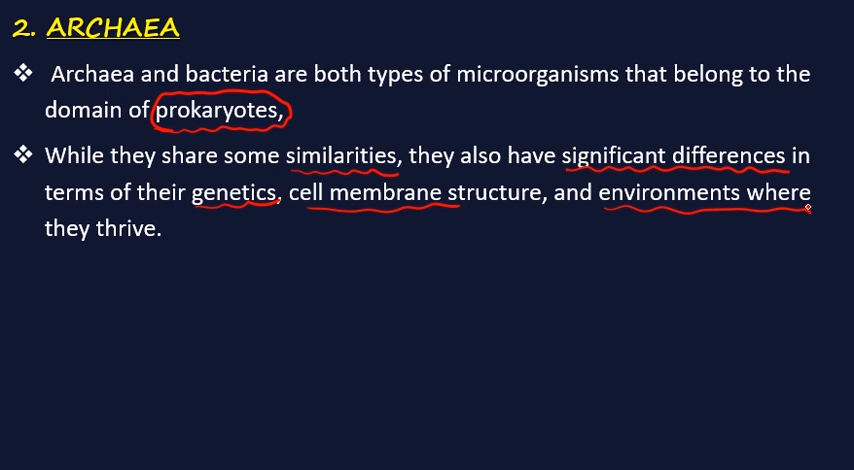 2. ARCHAEA
❖ Archaea and bacteria are both types of microorganisms that belong to the
domain of prokaryotes,
❖ While they share some similarities, they also have significant differences in
terms of their genetics, cell membrane structure, and environments where
they thrive.